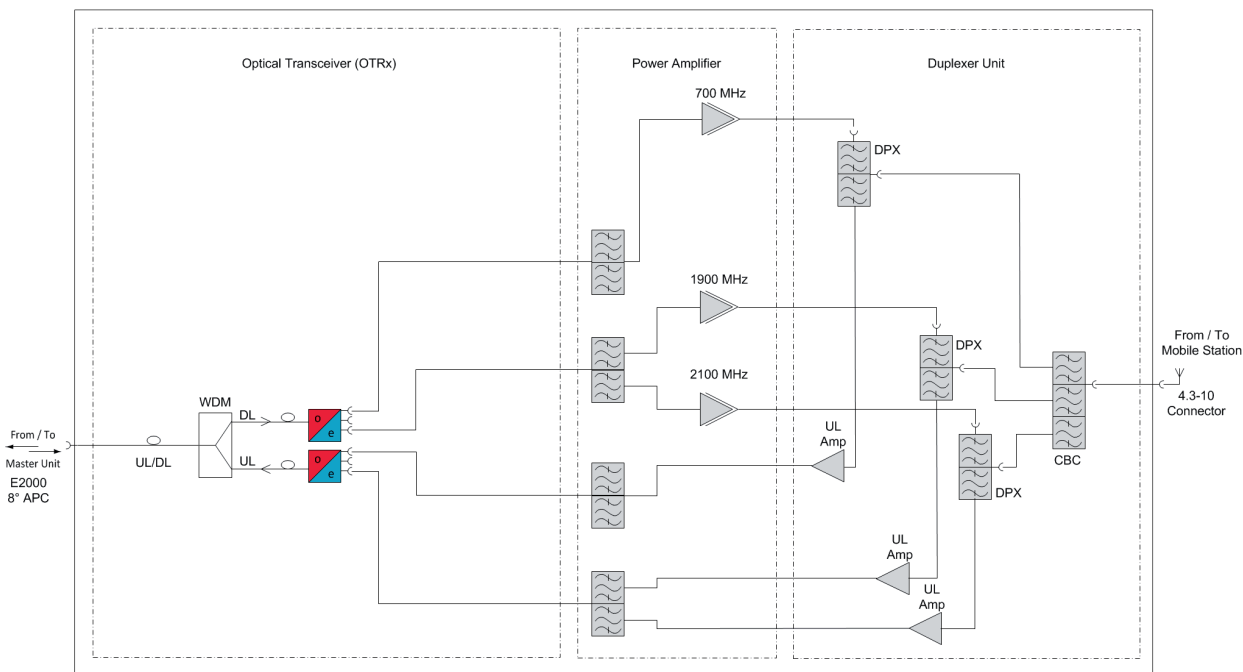 Optical Transceiver (OTRx)
Power Amplifier
Duplexer Unit
700 MHz
DPX
1900 MHz
DPX
2100 MHz
From / To
Mobile Station
4.3-10
Connector
WDM
DL
o
e
From / To
Master Unit
E2000
8° APC
UL/DL
UL
o
e
UL
Amp
CBC
DPX
UL
Amp
UL
Amp